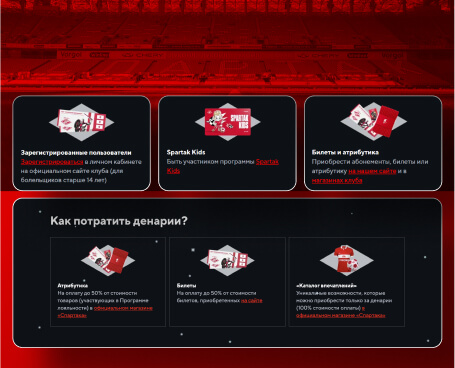 Зарегистрированные пользователи
Зарегистрироваться в личном кабинете
на официальном сайте клуба (для
болельщиков старше 14 лет)
SPARTAK
KIDS
Spartak Kids
Быть участником программы Spartak
Kids
Билеты и атрибутика
Приобрести абонементы, билеты или
атрибутику на нашем сайте и в
магазинах клуба
Как потратить денарии?
Атрибутика
На оплату до 50% от стоимости
товаров (участвующих в Программе
лояльности) в официальном магазине
«Спартака»
Билеты
На оплату до 50% от стоимости
билетов, приобретенных на сайте
«Каталог впечатлений»
Уникальные возможности, которые
можно приобрести только за денарии
(100% стоимости оплаты) в
официальном магазине «Спартака»